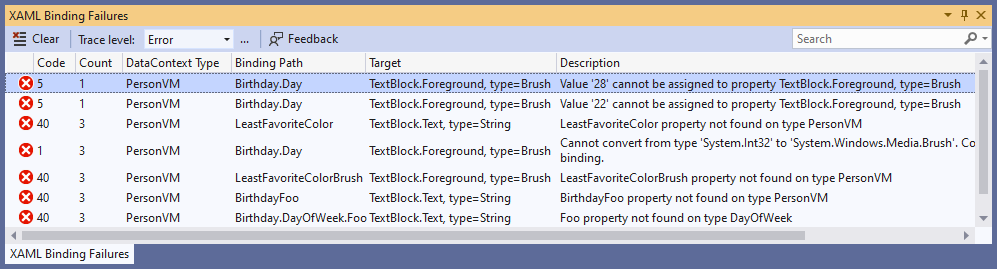 XAML Binding Failures
Clear Trace level: Error ... Feedback Search
Code Count DataContext Type Binding Path Target Description
5 1 PersonVM Birthday.Day TextBlock.Foreground, type=Brush Value '28' cannot be assigned to property TextBlock.Foreground, type=Brush
5 1 PersonVM Birthday.Day TextBlock.Foreground, type=Brush Value '22' cannot be assigned to property TextBlock.Foreground, type=Brush
40 3 PersonVM LeastFavoriteColor TextBlock.Text, type=String LeastFavoriteColor property not found on type PersonVM
1 3 PersonVM Birthday.Day TextBlock.Foreground, type=Brush Cannot convert from type 'System.Int32' to 'System.Windows.Media.Brush'. Co
binding.
40 3 PersonVM LeastFavoriteColorBrush TextBlock.Foreground, type=Brush LeastFavoriteColorBrush property not found on type PersonVM
40 3 PersonVM BirthdayFoo TextBlock.Text, type=String BirthdayFoo property not found on type PersonVM
40 3 PersonVM Birthday.DayOfWeek.Foo TextBlock.Text, type=String Foo property not found on type DayOfWeek
XAML Binding Failures